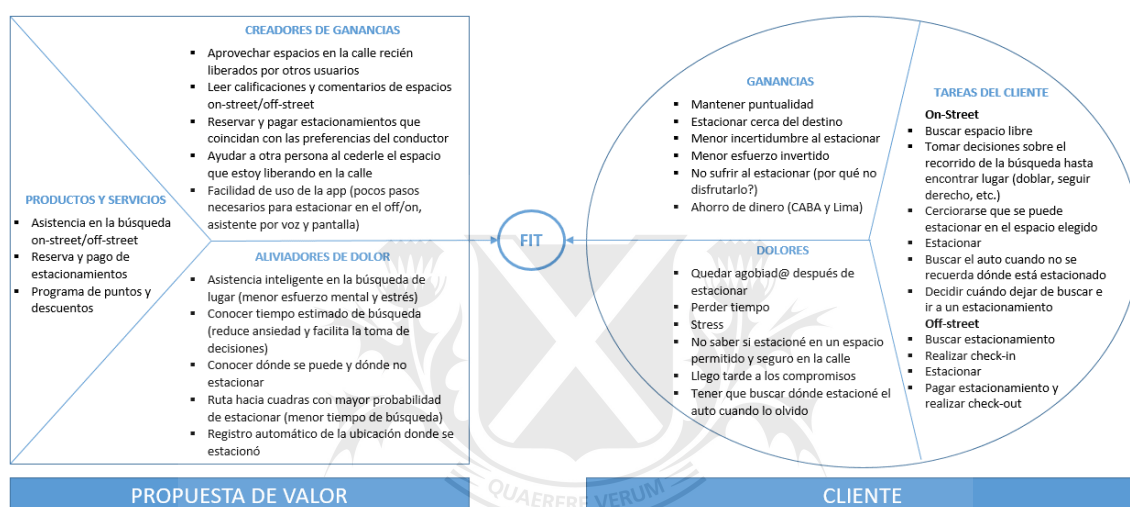 CREADORES DE GANANCIAS
▪ Aprovechar espacios en la calle recién
liberados por otros usuarios
▪ Leer calificaciones y comentarios de espacios
on-street/off-street
▪ Reservar y pagar estacionamientos que
coincidan con las preferencias del conductor
▪ Ayudar a otra persona al cederle el espacio
que estoy liberando en la calle
▪ Facilidad de uso de la app (pocos pasos
necesarios para estacionar en el off/on,
asistente por voz y pantalla)
PRODUCTOS Y SERVICIOS
▪ Asistencia en la búsqueda
on-street/off-street
▪ Reserva y pago de
estacionamientos
▪ Programa de puntos y
descuentos
ALIVIADORES DE DOLOR
▪ Asistencia inteligente en la búsqueda de
lugar (menor esfuerzo mental y estrés)
▪ Conocer tiempo estimado de búsqueda
(reduce ansiedad y facilita la toma de
decisiones)
▪ Conocer dónde se puede y dónde no
estacionar
▪ Ruta hacia cuadras con mayor probabilidad
de estacionar (menor tiempo de búsqueda)
▪ Registro automático de la ubicación donde se
estacionó
FIT
GANANCIAS
▪ Mantener puntualidad
▪ Estacionar cerca del destino
▪ Menor incertidumbre al estacionar
▪ Menor esfuerzo invertido
▪ No sufrir al estacionar (por qué no
disfrutarlo?)
▪ Ahorro de dinero (CABA y Lima)
DOLORES
▪ Quedar agobiad@ después de
estacionar
▪ Perder tiempo
▪ Stress
▪ No saber si estacioné en un espacio
permitido y seguro en la calle
▪ Llego tarde a los compromisos
▪ Tener que buscar dónde estacioné el
auto cuando lo olvido
TAREAS DEL CLIENTE
On-Street
▪ Buscar espacio libre
▪ Tomar decisiones sobre el
recorrido de la búsqueda hasta
encontrar lugar (doblar, seguir
derecho, etc.)
▪ Cerciorarse que se puede
estacionar en el espacio elegido
▪ Estacionar
▪ Buscar el auto cuando no se
recuerda dónde está estacionado
▪ Decidir cuándo dejar de buscar e
ir a un estacionamiento
Off-street
▪ Buscar estacionamiento
▪ Realizar check-in
▪ Estacionar
▪ Pagar estacionamiento y
realizar check-out
QUAERERE VERUM
PROPUESTA DE VALOR
CLIENTE